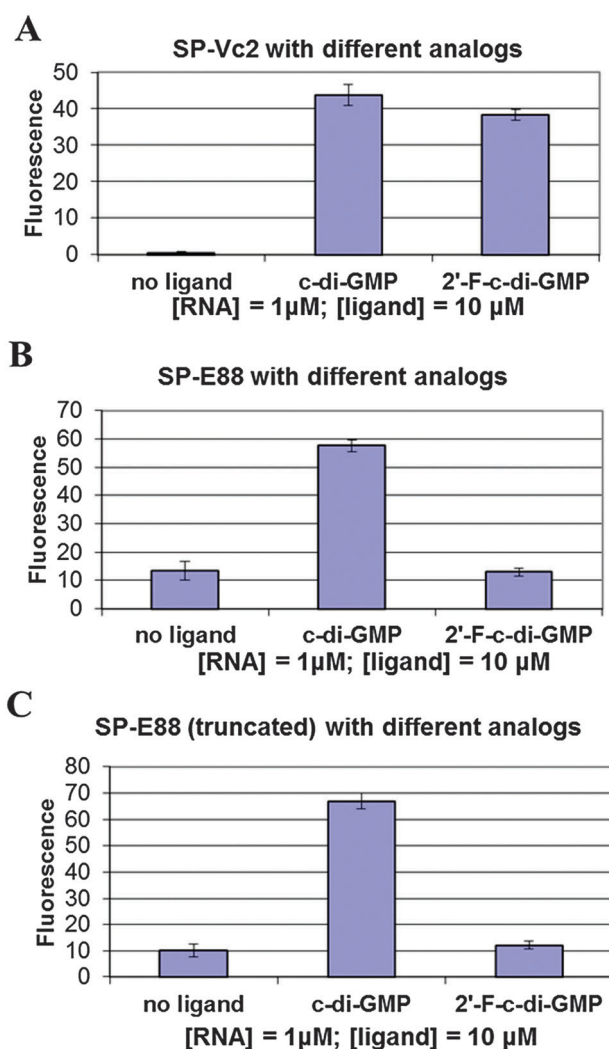 A
SP-Vc2 with different analogs
Fluorescence
50
40
30
20
10
0
no ligand c-di-GMP 2'-F-c-di-GMP
[RNA] = 1µM; [ligand] = 10 µM
B
SP-E88 with different analogs
Fluorescence
70
60
50
40
30
20
10
0
no ligand c-di-GMP 2'-F-c-di-GMP
[RNA] = 1µM; [ligand] = 10 µM
C
SP-E88 (truncated) with different analogs
Fluorescence
80
70
60
50
40
30
20
10
0
no ligand c-di-GMP 2'-F-c-di-GMP
[RNA] = 1µM; [ligand] = 10 µM